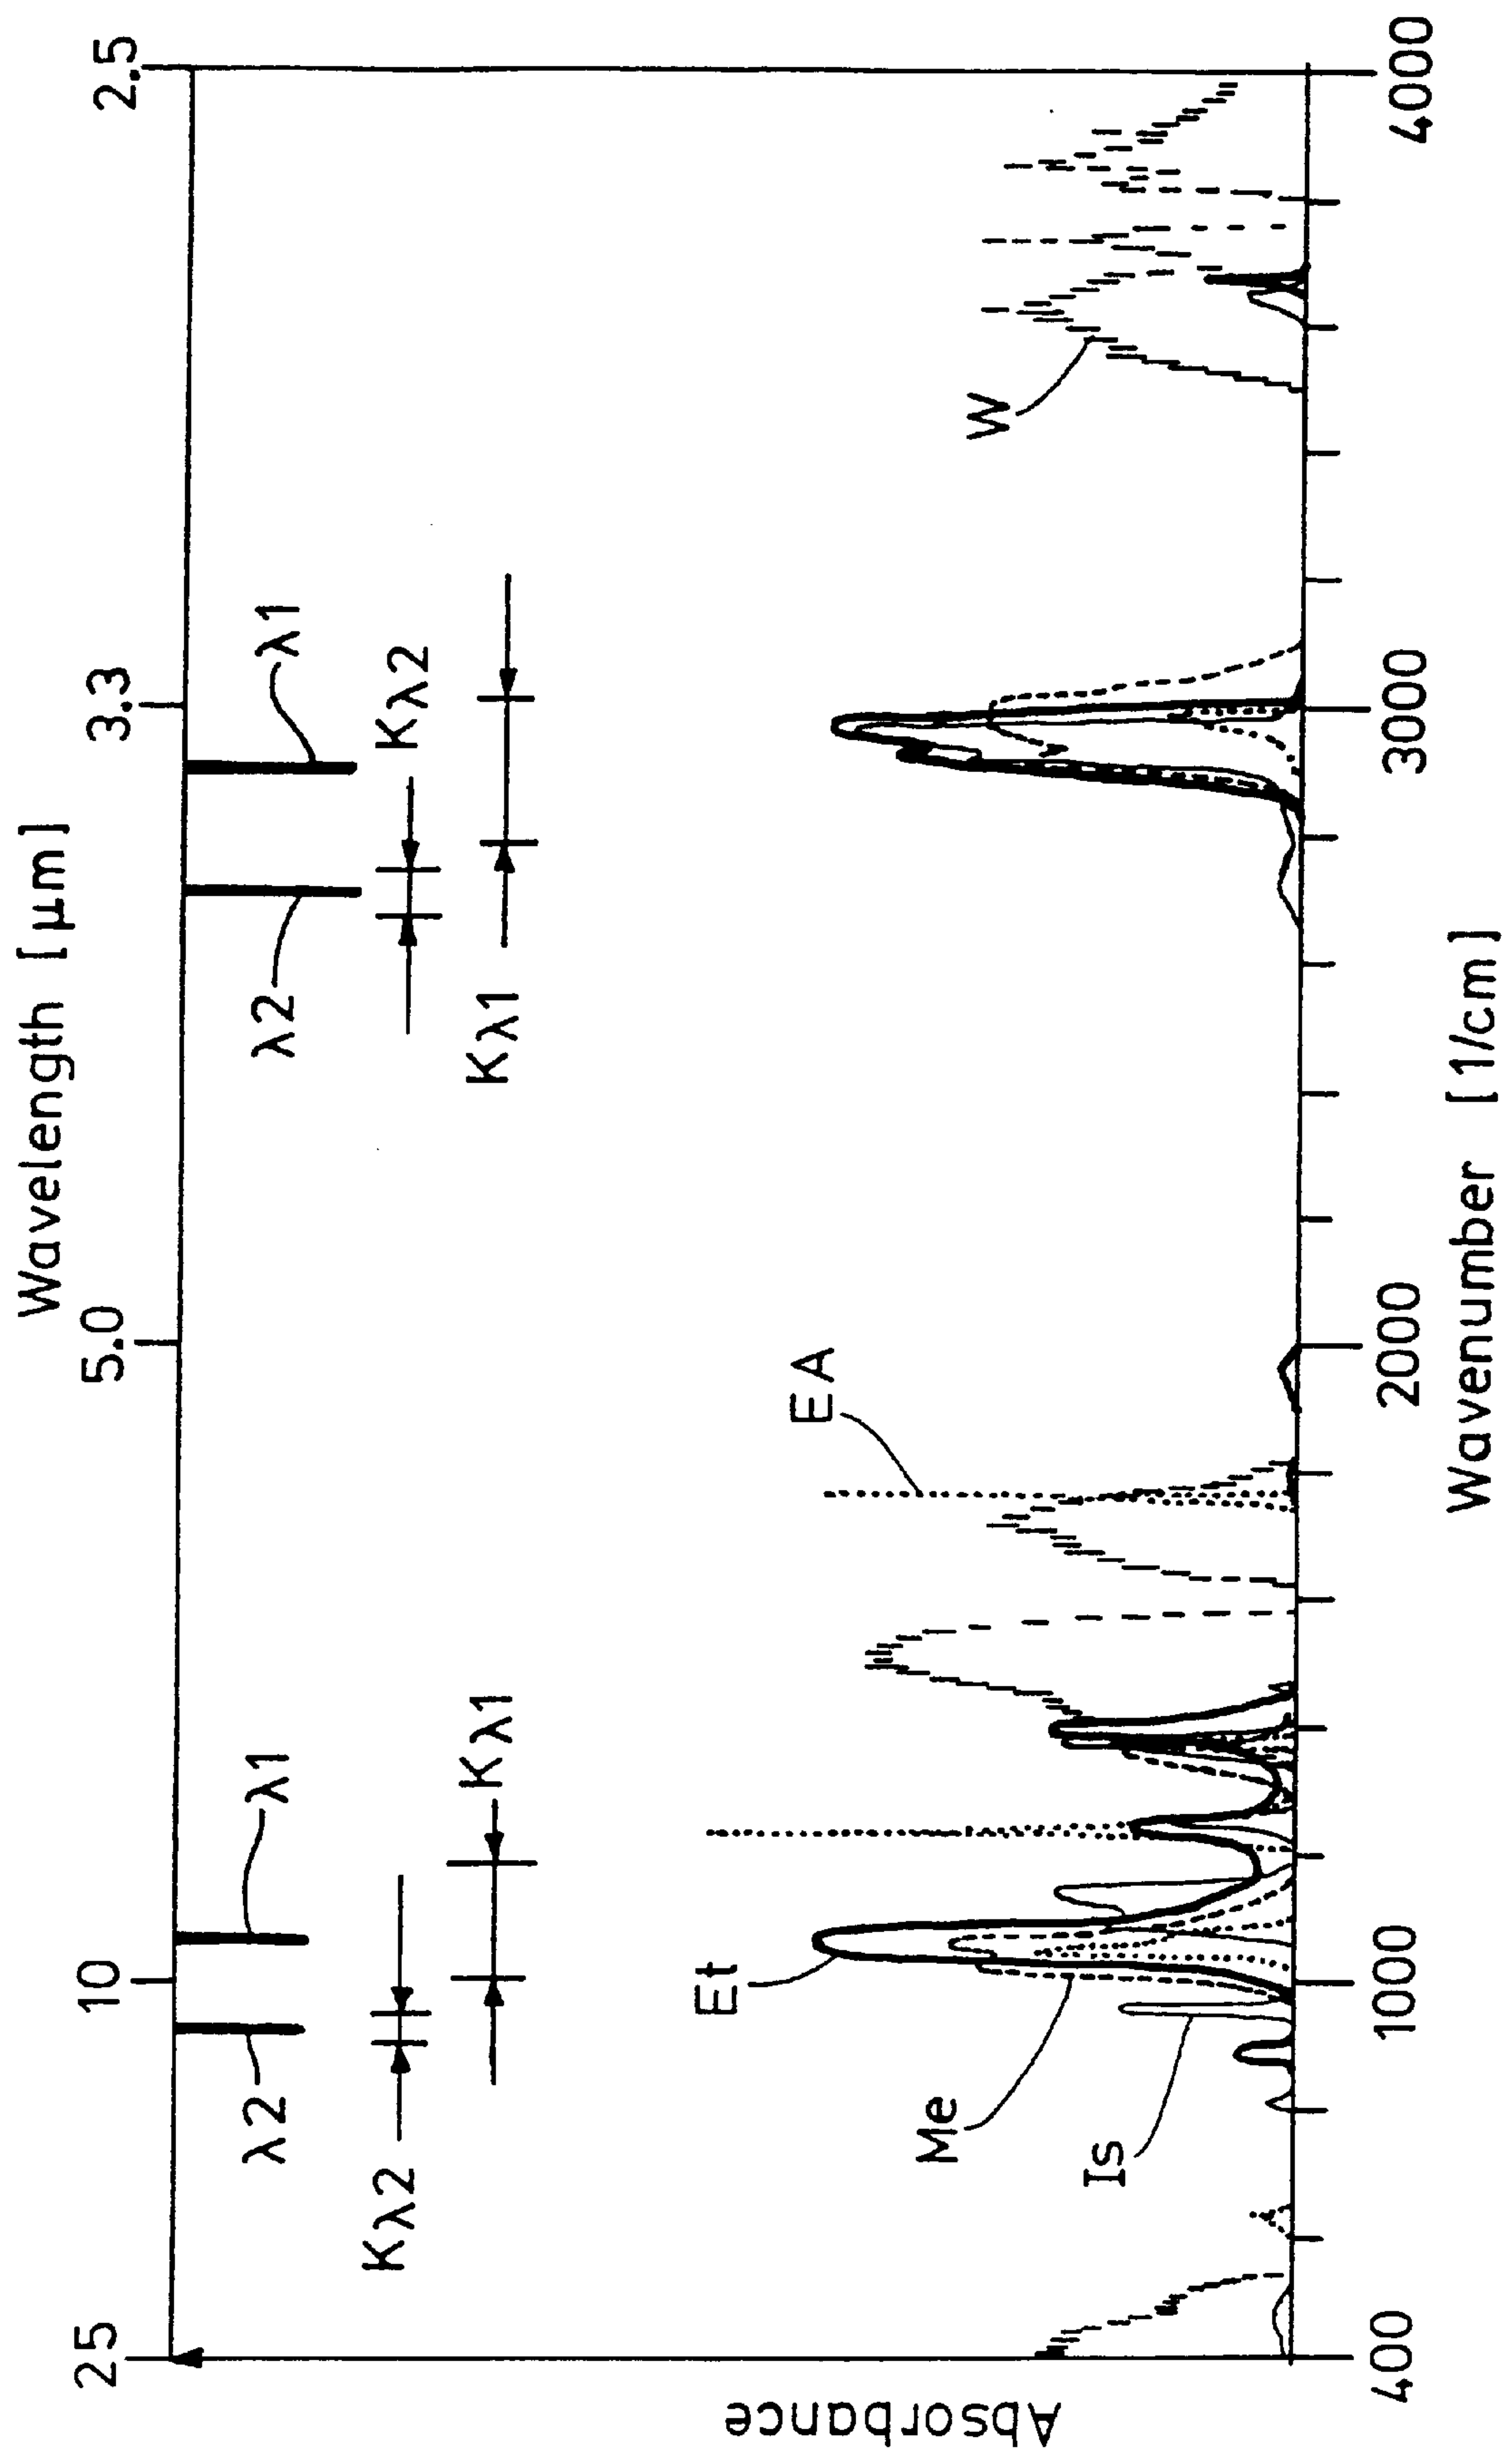 Wavelength [μm]
25
10
5.0
3.3
2.5
λ2
λ1
λ2
λ1
Kλ2
Kλ2
Kλ1
Kλ1
Et
EA
Me
Is
W
Absorbance
400
1000
2000
3000
4000
Wavenumber [1/cm]